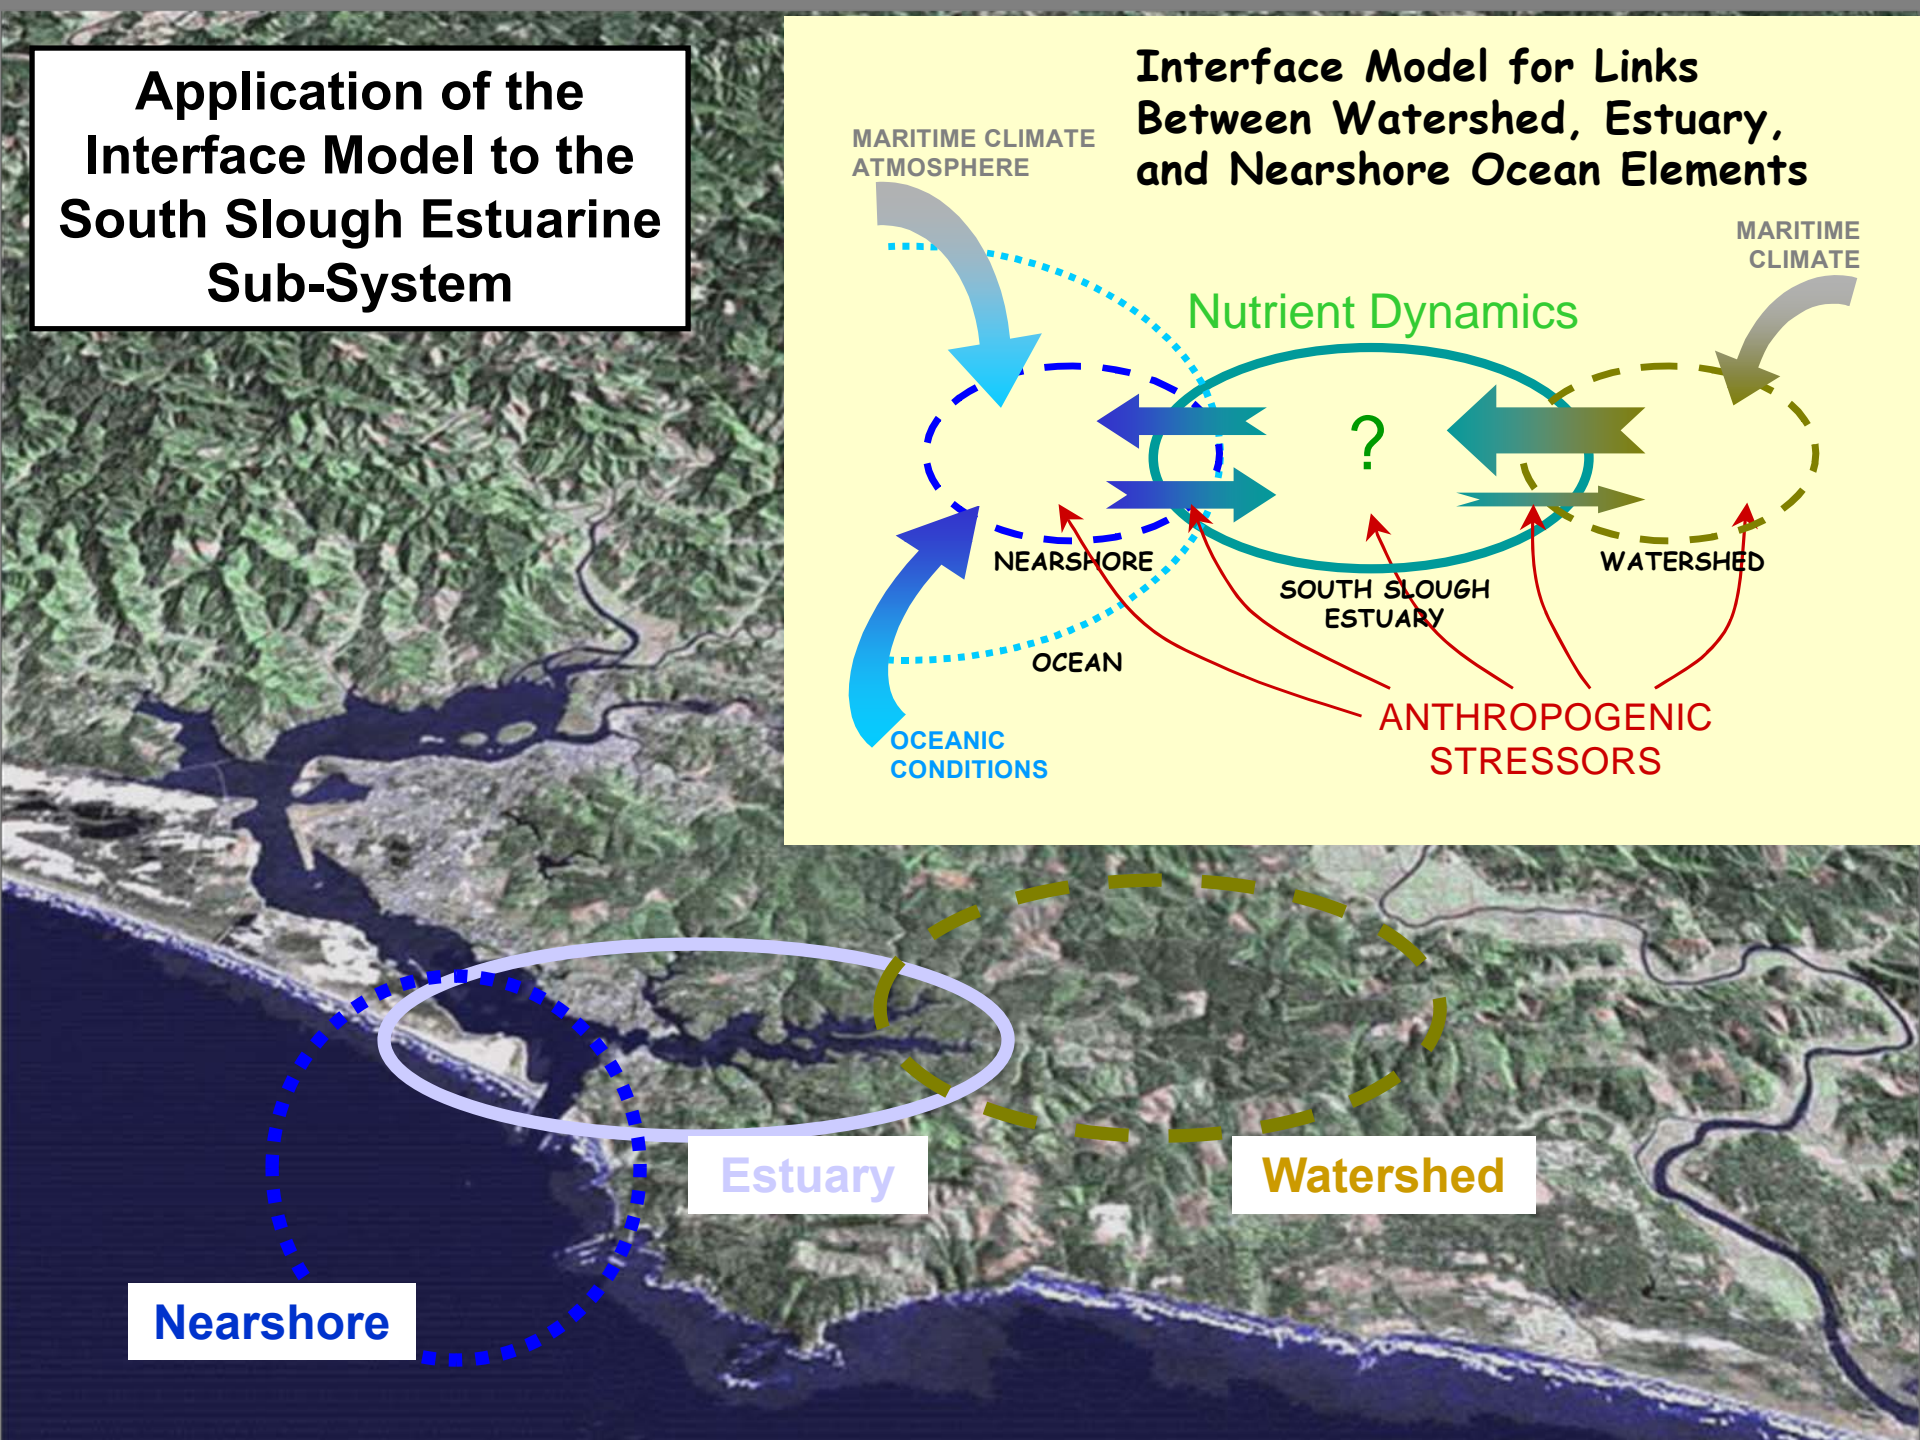 Application of the
Interface Model to the
South Slough Estuarine
Sub-System
Interface Model for Links
Between Watershed, Estuary,
and Nearshore Ocean Elements
MARITIME CLIMATE
ATMOSPHERE
MARITIME
CLIMATE
Nutrient Dynamics
?
NEARSHORE
WATERSHED
SOUTH SLOUGH
ESTUARY
OCEAN
ANTHROPOGENIC
STRESSORS
OCEANIC
CONDITIONS
Estuary
Watershed
Nearshore